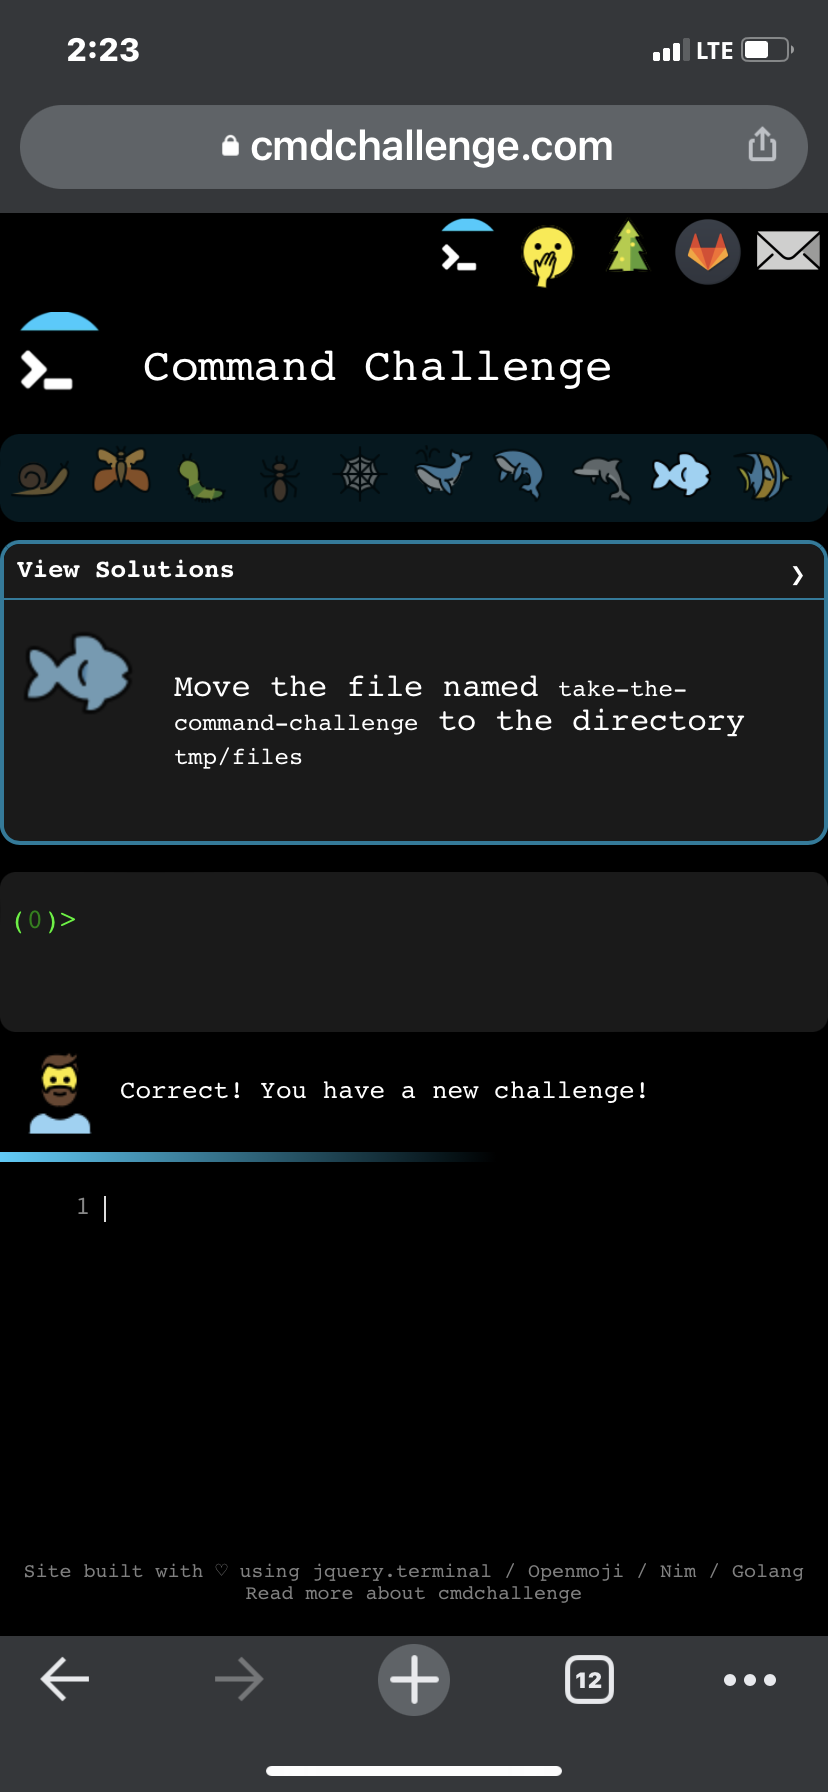 2:23
LTE
cmdchallenge.com
Command Challenge
View Solutions
Move the file named take-the-
command-challenge to the directory
tmp/files
(0)>
Correct! You have a new challenge!
1
Site built with ♡ using jquery.terminal / Openmoji / Nim / Golang
Read more about cmdchallenge
12